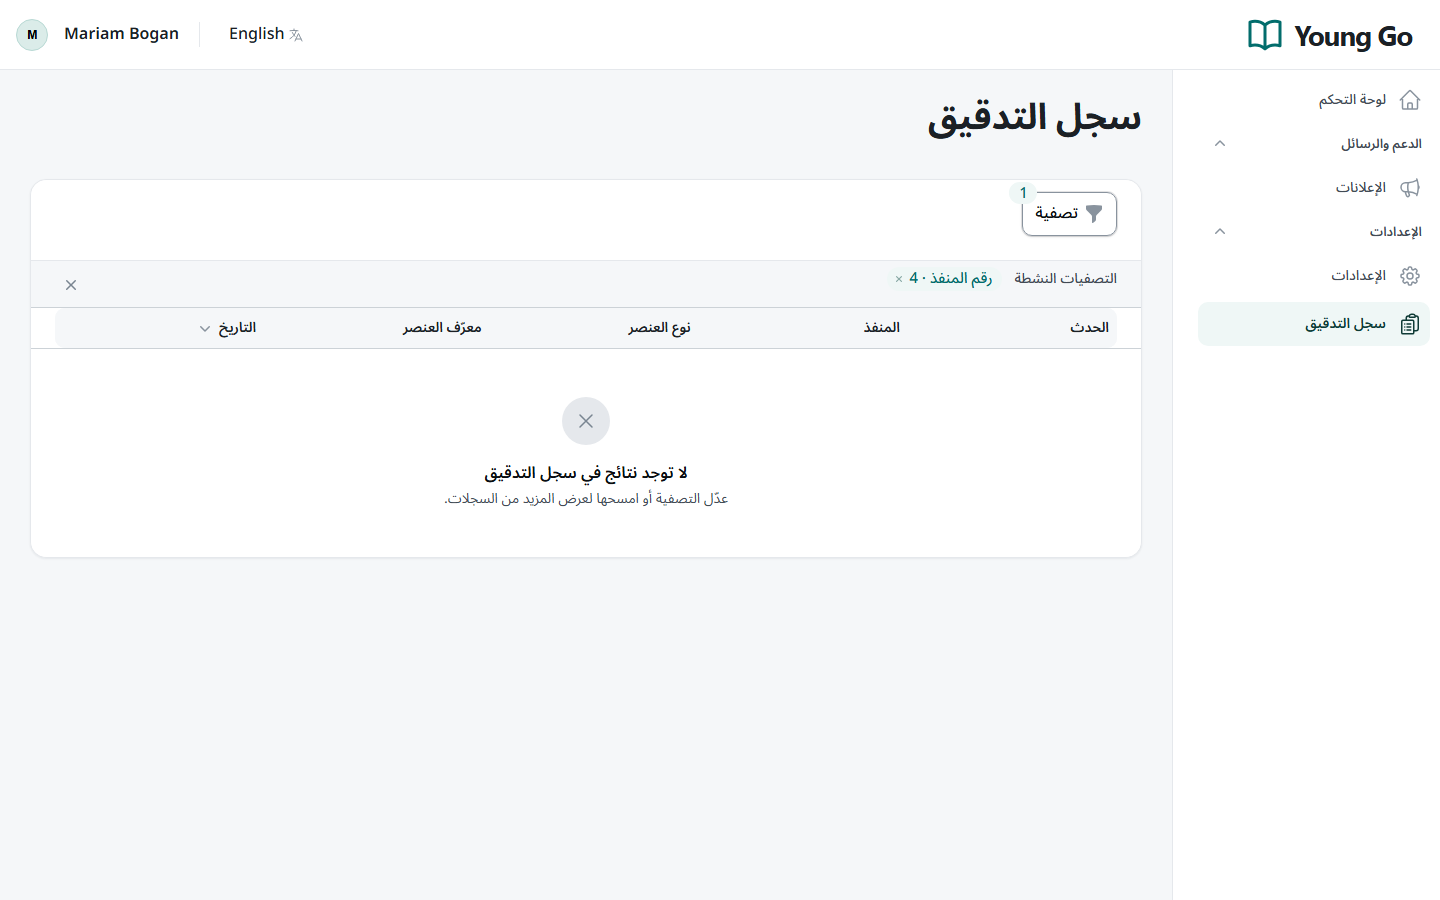 Young Go
English
Mariam Bogan
M
لوحة التحكم
الدعم والرسائل
الإعلانات
الإعدادات
الإعدادات
سجل التدقيق
سجل التدقيق
تصفية
1
التصفيات النشطة
رقم المنفذ · 4 ×
الحدث المنفذ نوع العنصر معرّف العنصر التاريخ
لا توجد نتائج في سجل التدقيق
عدّل التصفية أو امسحها لعرض المزيد من السجلات.